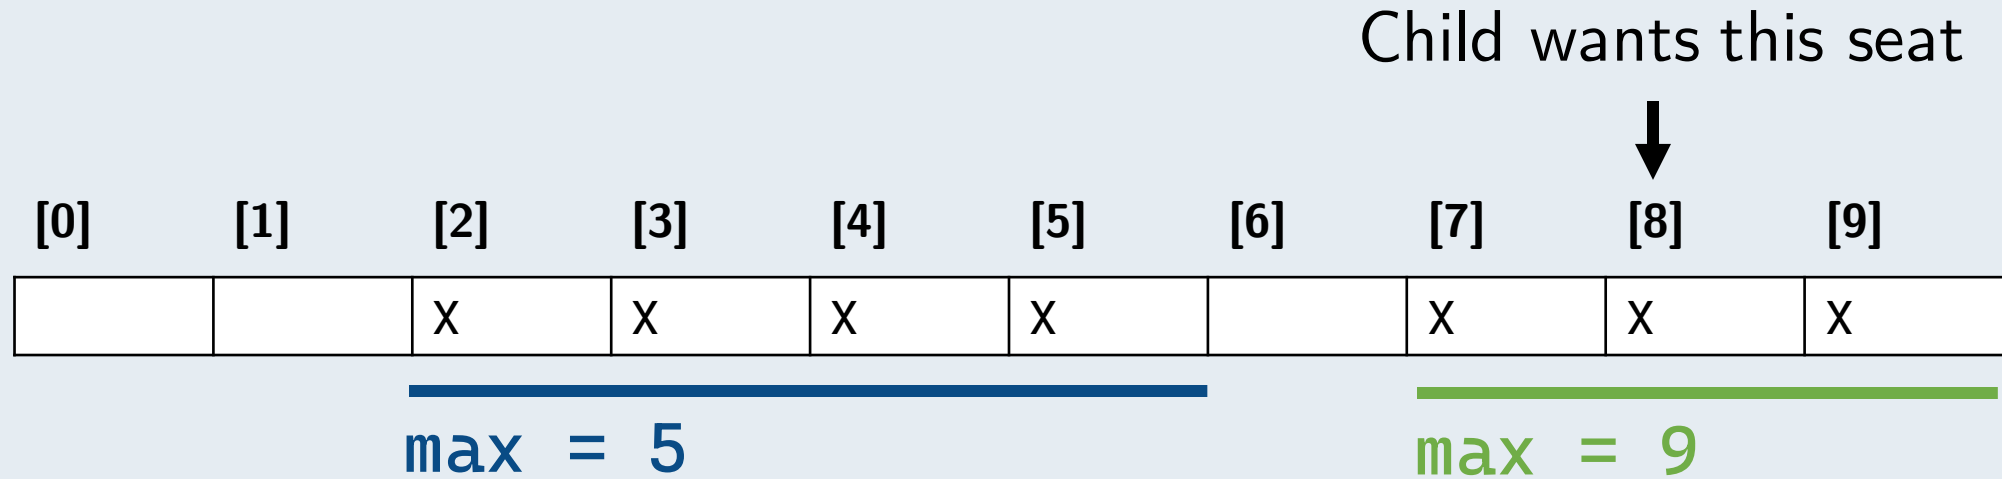 Child wants this seat
[0] [1] [2] [3] [4] [5] [6] [7] [8] [9]
X X X X X X X
max = 5 max = 9